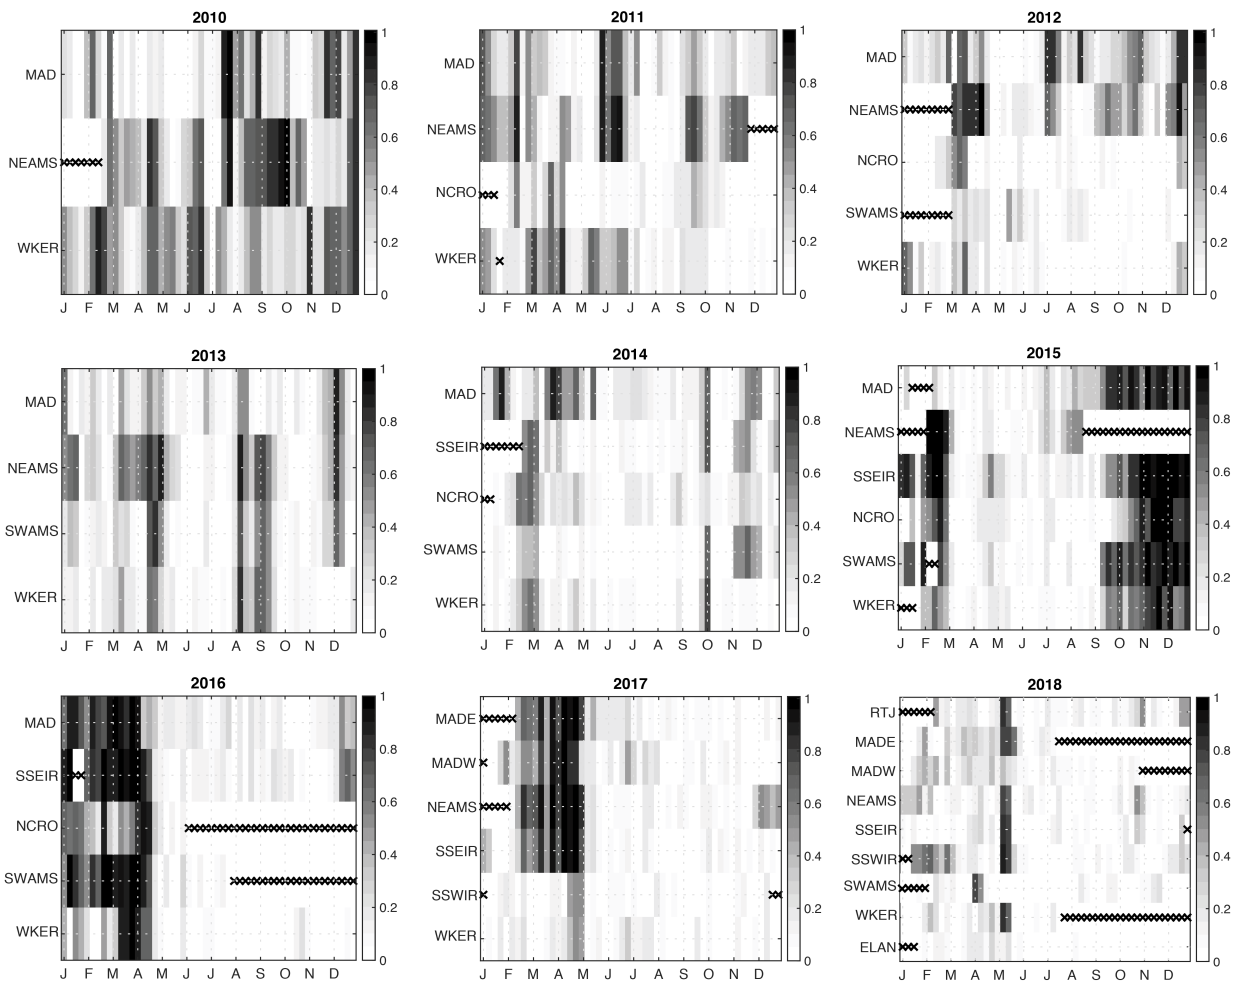 2010
MAD
NEAMS
WKER
J F M A M J J A S O N D
1
0.8
0.6
0.4
0.2
0
2011
MAD
NEAMS
NCRO
WKER
J F M A M J J A S O N D
1
0.8
0.6
0.4
0.2
0
2012
MAD
NEAMS
NCRO
SWAMS
WKER
J F M A M J J A S O N D
1
0.8
0.6
0.4
0.2
0
2013
MAD
NEAMS
SWAMS
WKER
J F M A M J J A S O N D
1
0.8
0.6
0.4
0.2
0
2014
MAD
SSEIR
NCRO
SWAMS
WKER
J F M A M J J A S O N D
1
0.8
0.6
0.4
0.2
0
2015
MAD
NEAMS
SSEIR
NCRO
SWAMS
WKER
J F M A M J J A S O N D
1
0.8
0.6
0.4
0.2
0
2016
MAD
SSEIR
NCRO
SWAMS
WKER
J F M A M J J A S O N D
1
0.8
0.6
0.4
0.2
0
2017
MADE
MADW
NEAMS
SSEIR
SSWIR
WKER
J F M A M J J A S O N D
1
0.8
0.6
0.4
0.2
0
2018
RTJ
MADE
MADW
NEAMS
SSEIR
SSWIR
SWAMS
WKER
ELAN
J F M A M J J A S O N D
1
0.8
0.6
0.4
0.2
0